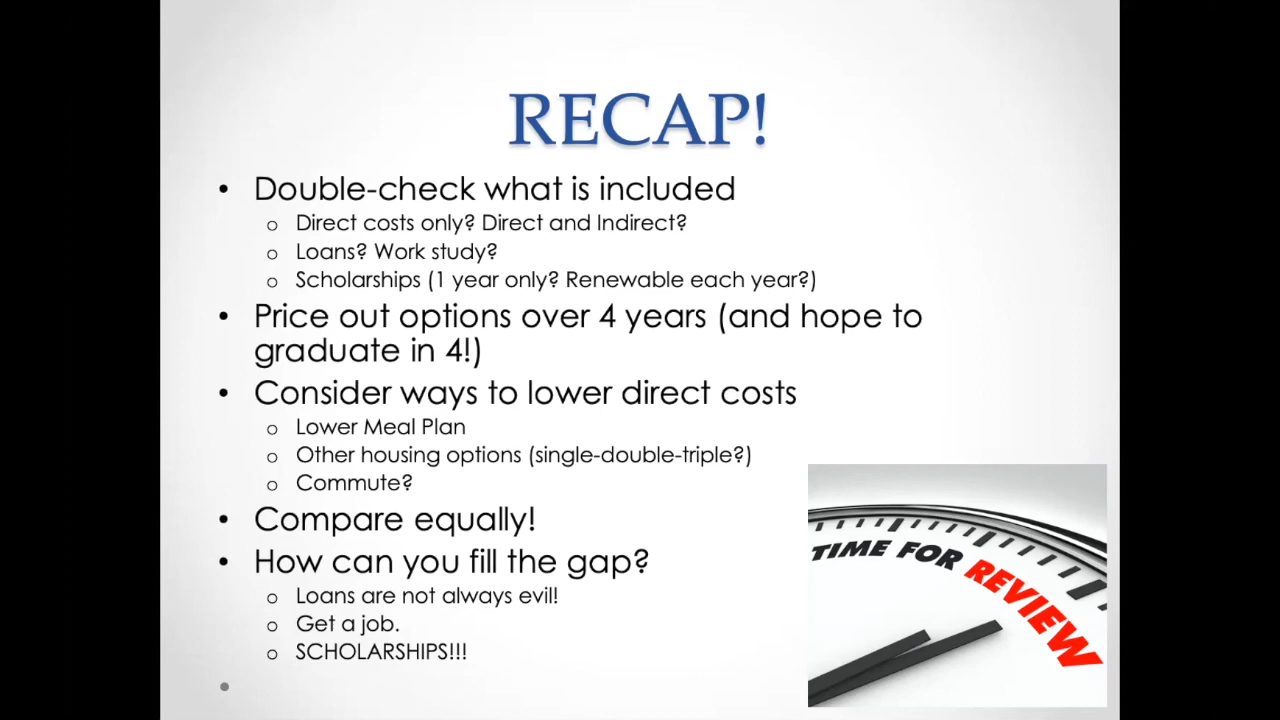 RECAP!
• Double-check what is included
o Direct costs only? Direct and Indirect?
o Loans? Work study?
o Scholarships (1 year only? Renewable each year?)
• Price out options over 4 years (and hope to
graduate in 4!)
• Consider ways to lower direct costs
o Lower Meal Plan
o Other housing options (single-double-triple?)
o Commute?
• Compare equally!
• How can you fill the gap?
o Loans are not always evil!
o Get a job.
o SCHOLARSHIPS!!!
TIME FOR REVIEW